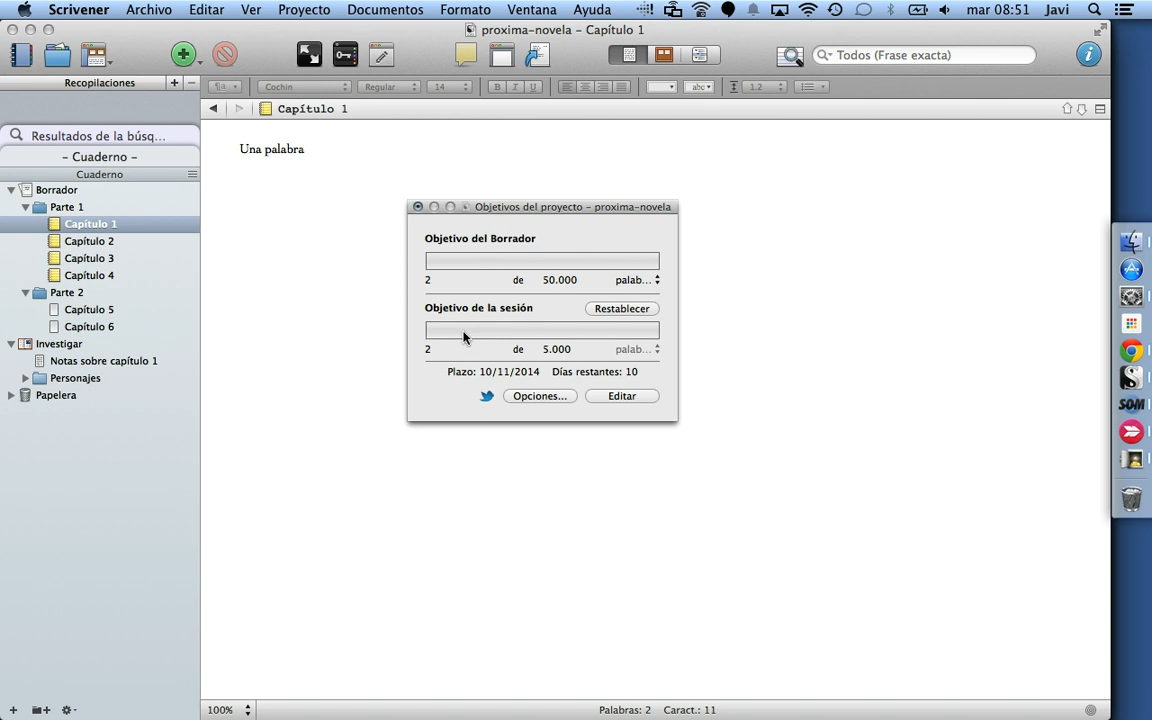 Scrivener Archivo Editar Ver Proyecto Documentos Formato Ventana Ayuda mar 08:51 Javi
proxima-novela – Capítulo 1
Todos (Frase exacta)
Recopilaciones
Cochin Regular 14 B I U abc 1.2
Capítulo 1
Resultados de la búsq...
– Cuaderno –
Cuaderno
Borrador
Parte 1
Capítulo 1
Capítulo 2
Capítulo 3
Capítulo 4
Parte 2
Capítulo 5
Capítulo 6
Investigar
Notas sobre capítulo 1
Personajes
Papelera
Una palabra
Objetivos del proyecto – proxima-novela
Objetivo del Borrador
2 de 50.000 palab...
Objetivo de la sesión Restablecer
2 de 5.000 palab...
Plazo: 10/11/2014 Días restantes: 10
Opciones... Editar
SOM
100% Palabras: 2 Caract.: 11